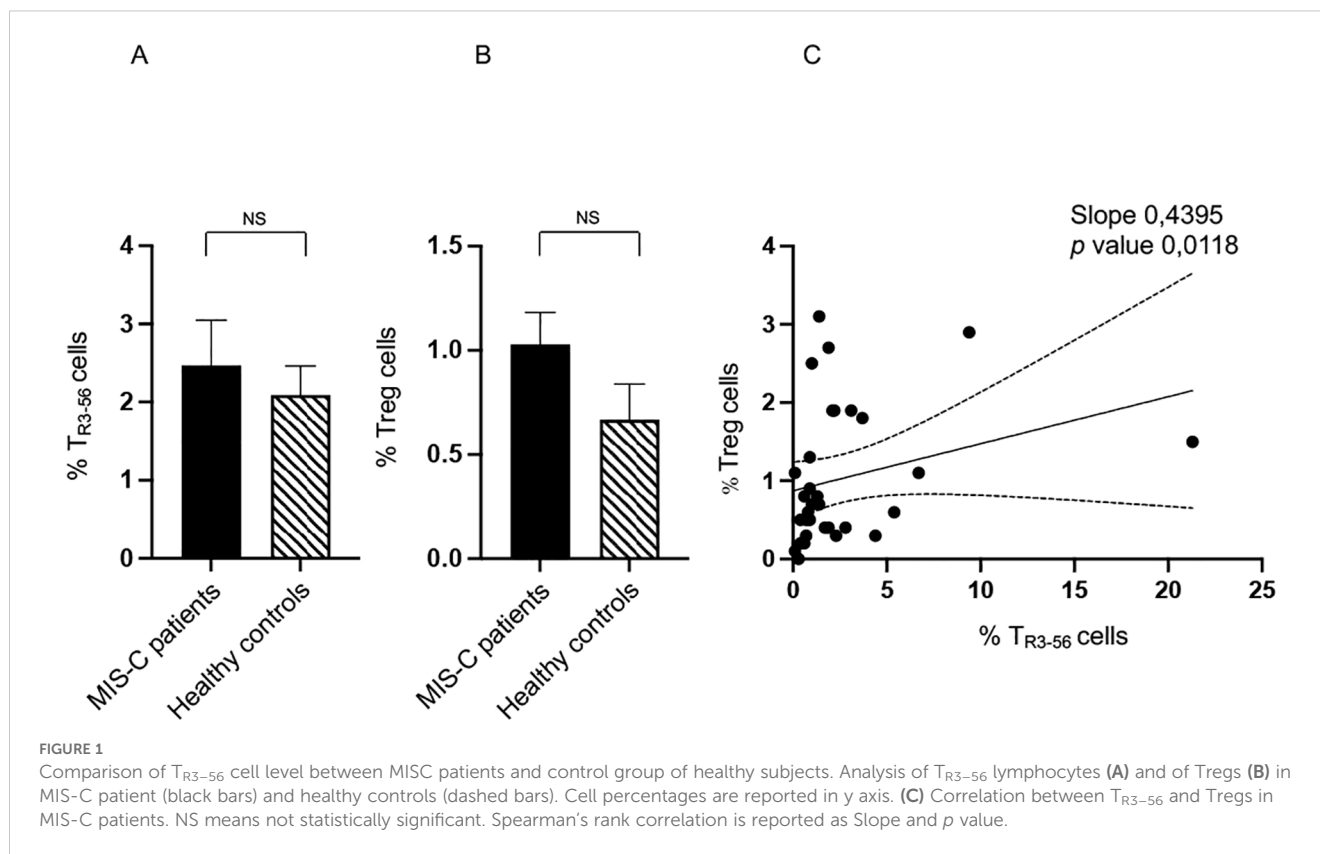 A
B
C
NS
NS
Slope 0,4395
p value 0,0118
4
3
2
1
0
% TR3-56 cells
MIS-C patients
Healthy controls
1.5
1.0
0.5
0.0
% Treg cells
MIS-C patients
Healthy controls
4
3
2
1
0
% Treg cells
0
5
10
15
20
25
% TR3-56 cells
FIGURE 1
Comparison of TR3–56 cell level between MISC patients and control group of healthy subjects. Analysis of TR3–56 lymphocytes (A) and of Tregs (B) in
MIS-C patient (black bars) and healthy controls (dashed bars). Cell percentages are reported in y axis. (C) Correlation between TR3–56 and Tregs in
MIS-C patients. NS means not statistically significant. Spearman's rank correlation is reported as Slope and p value.